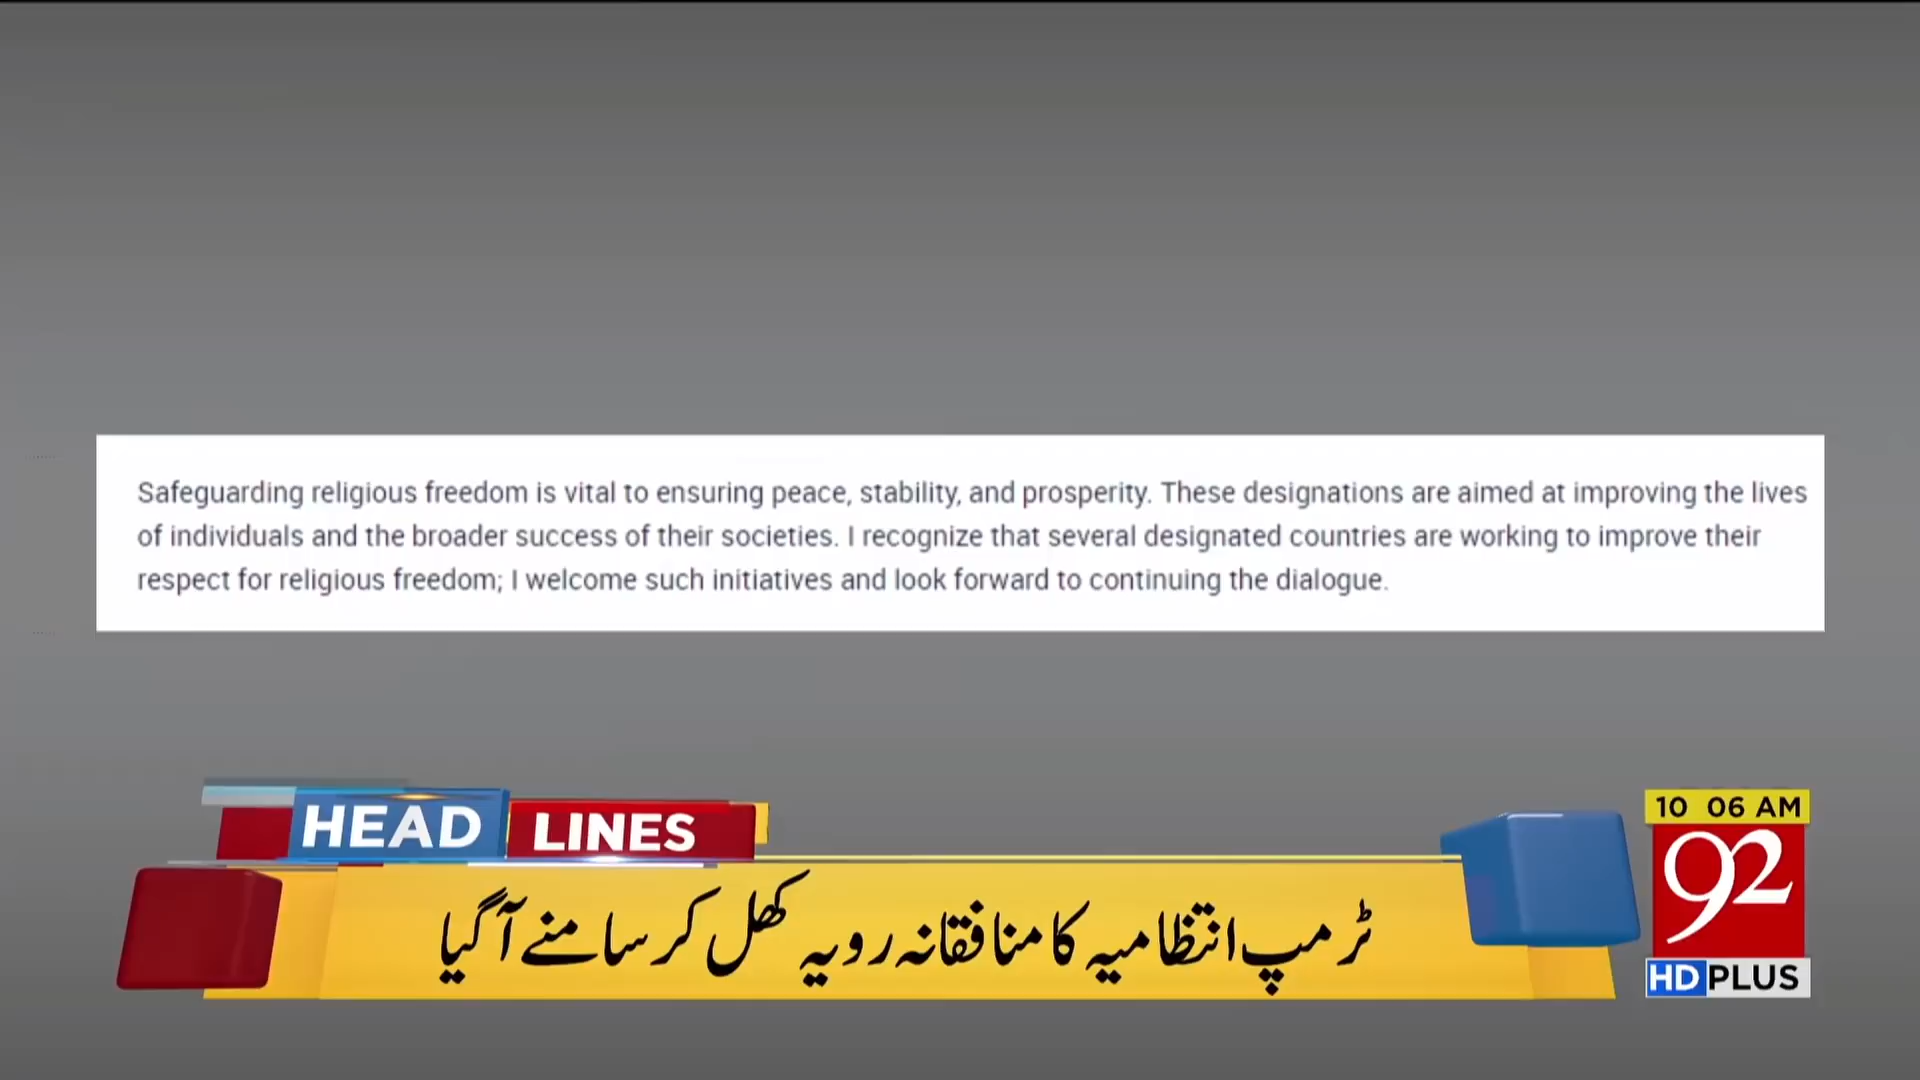 Safeguarding religious freedom is vital to ensuring peace, stability, and prosperity. These designations are aimed at improving the lives
of individuals and the broader success of their societies. I recognize that several designated countries are working to improve their
respect for religious freedom; I welcome such initiatives and look forward to continuing the dialogue.
HEAD LINES
ٹرمپ انتظامیہ کا منافقانہ رویہ کھل کر سامنے آ گیا
10 06 AM
92
HD PLUS